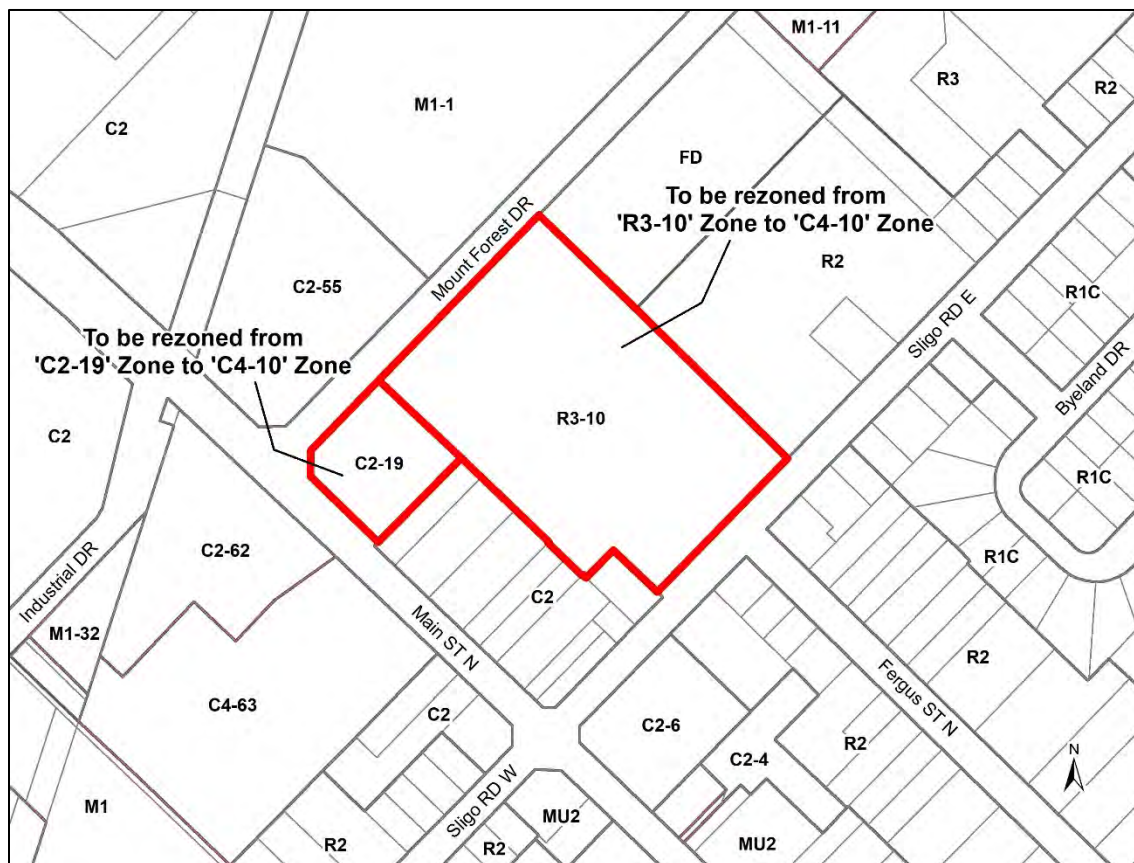 M1-11
R3
R2
C2
M1-1
FD
To be rezoned from
'R3-10' Zone to 'C4-10' Zone
Mount Forest DR
C2-55
R2
Sligo RD E
R1C
Byeland DR
To be rezoned from
'C2-19' Zone to 'C4-10' Zone
R3-10
C2
C2-19
R1C
C2-62
Industrial DR
R1C
C2
M1-32
Main ST N
R2
C4-63
Fergus ST N
C2
C2-6
R2
C2-4
N
M1
Sligo RD W
MU2
R2
R2
MU2